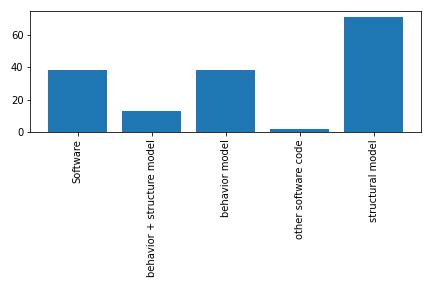 60
40
20
0
Software
behavior + structure model
behavior model
other software code
structural model